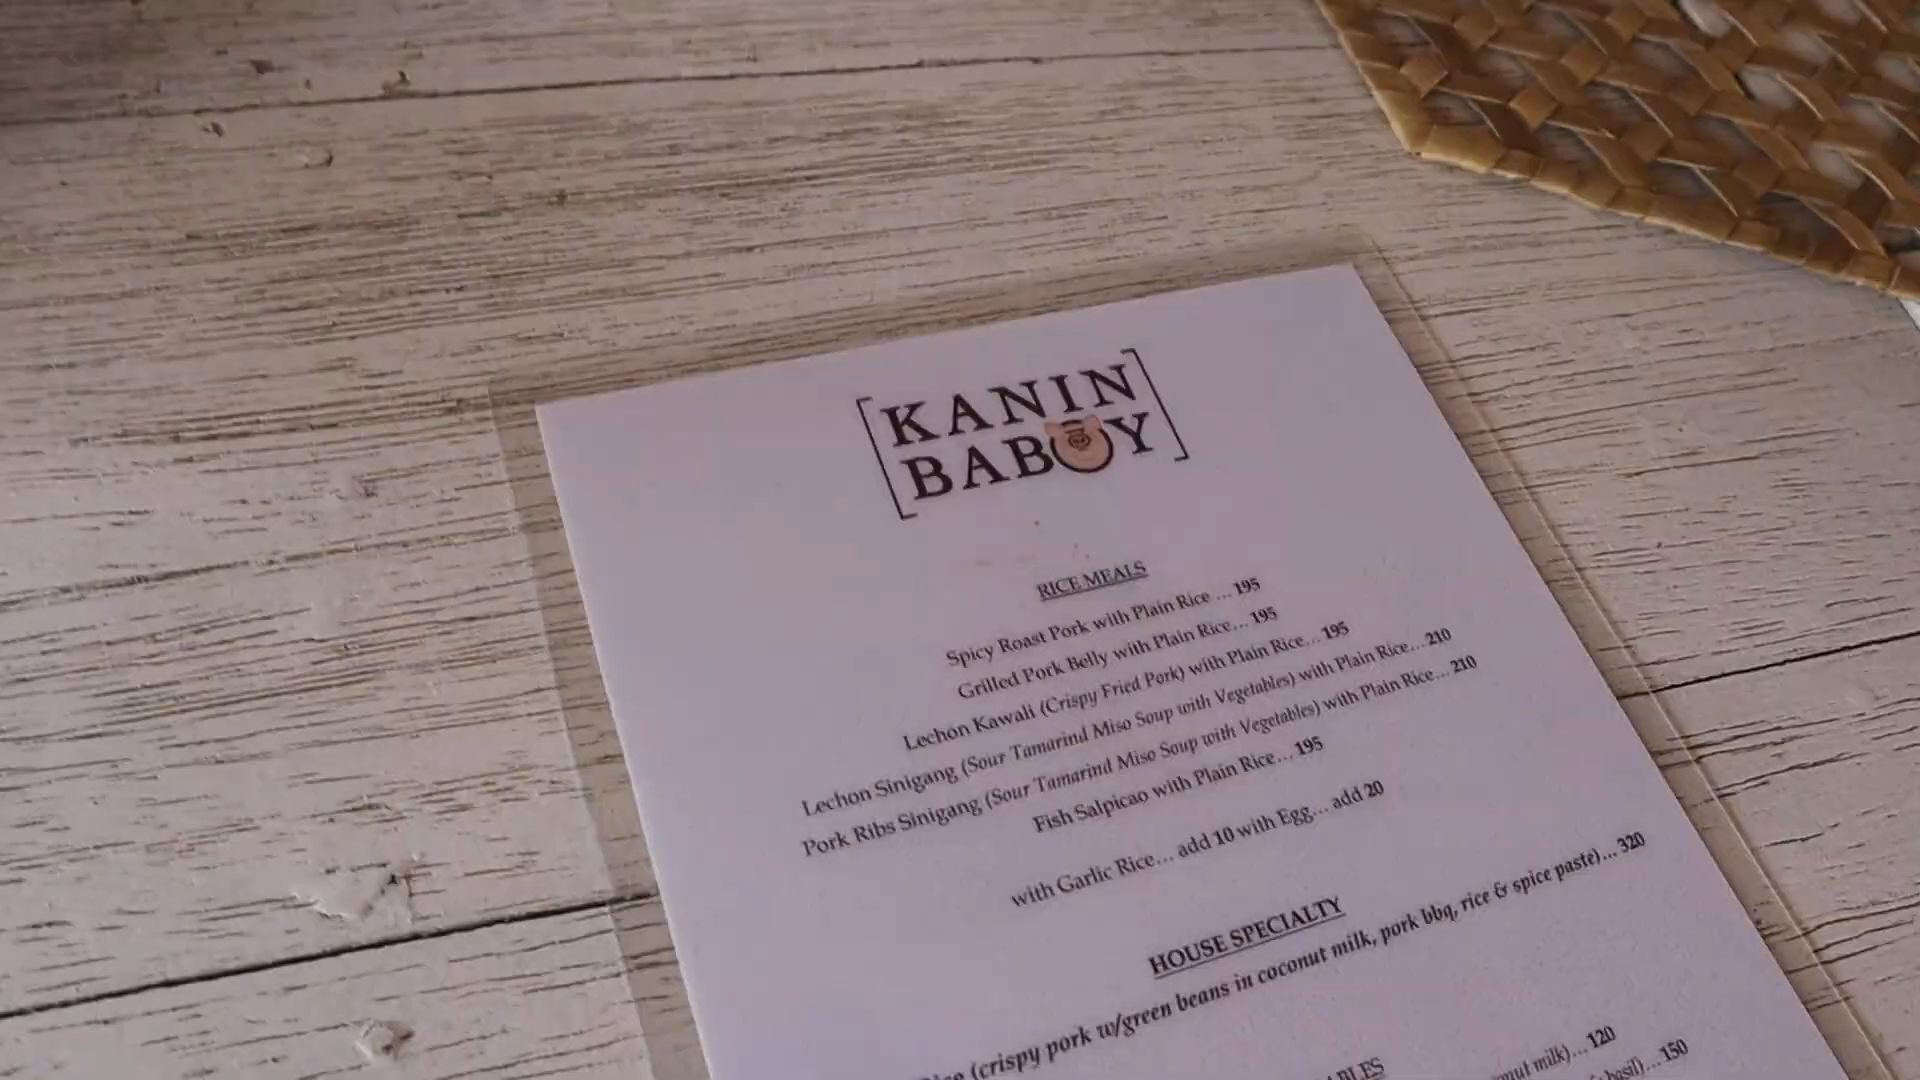 KANIN
BABOY
RICE MEALS
Spicy Roast Pork with Plain Rice ... 195
Grilled Pork Belly with Plain Rice... 195
Lechon Kawali (Crispy Fried Pork) with Plain Rice... 195
Lechon Sinigang (Sour Tamarind Miso Soup with Vegetables) with Plain Rice...210
Pork Ribs Sinigang (Sour Tamarind Miso Soup with Vegetables) with Plain Rice... 210
Fish Salpicao with Plain Rice... 195
with Garlic Rice... add 10 with Egg... add 20
HOUSE SPECIALTY
(crispy pork w/green beans in coconut milk, pork bbq, rice & spice paste)... 320
milk)... 120
basil)...150